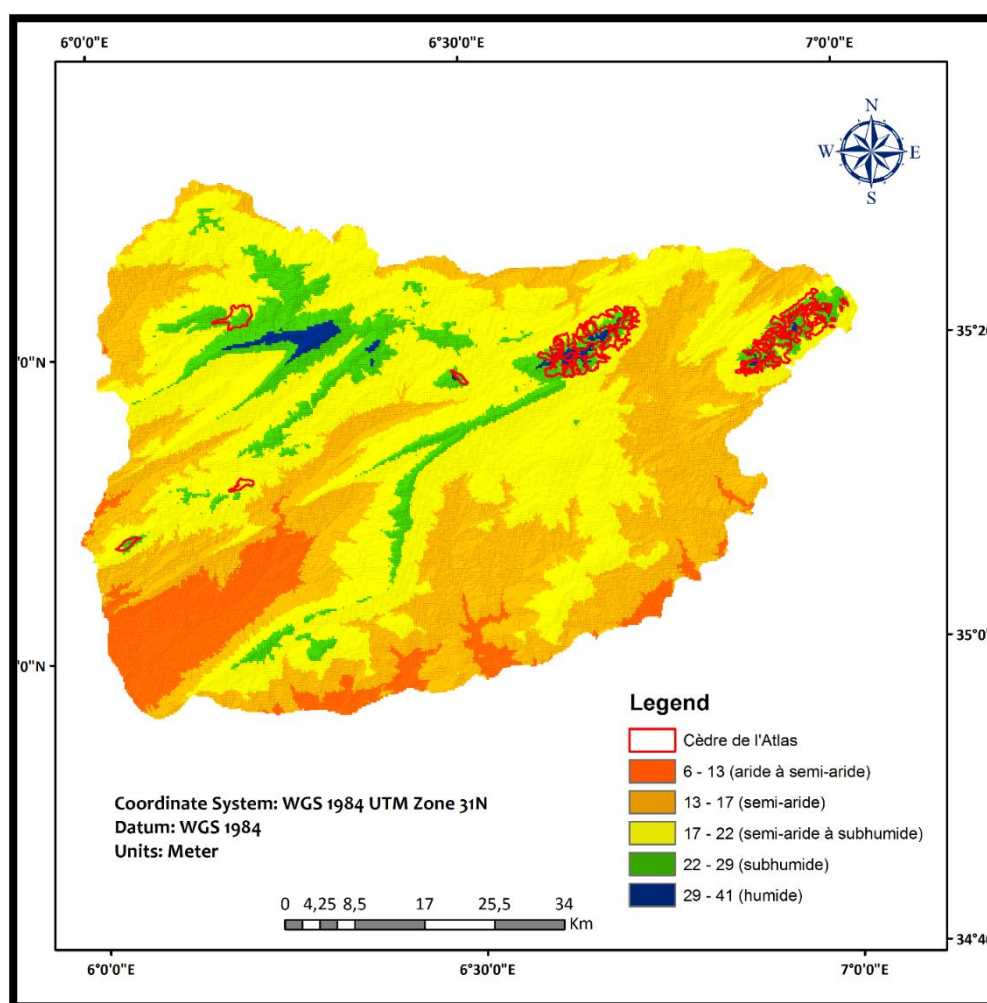 6°0'0"E 6°30'0"E 7°0'0"E
N
W E
S
35°20
'0"N
35°0'
'0"N
Legend
Cèdre de l'Atlas
6 - 13 (aride à semi-aride)
13 - 17 (semi-aride)
17 - 22 (semi-aride à subhumide)
22 - 29 (subhumide)
29 - 41 (humide)
Coordinate System: WGS 1984 UTM Zone 31N
Datum: WGS 1984
Units: Meter
0 4,25 8,5 17 25,5 34
Km
34°40
6°0'0"E 6°30'0"E 7°0'0"E